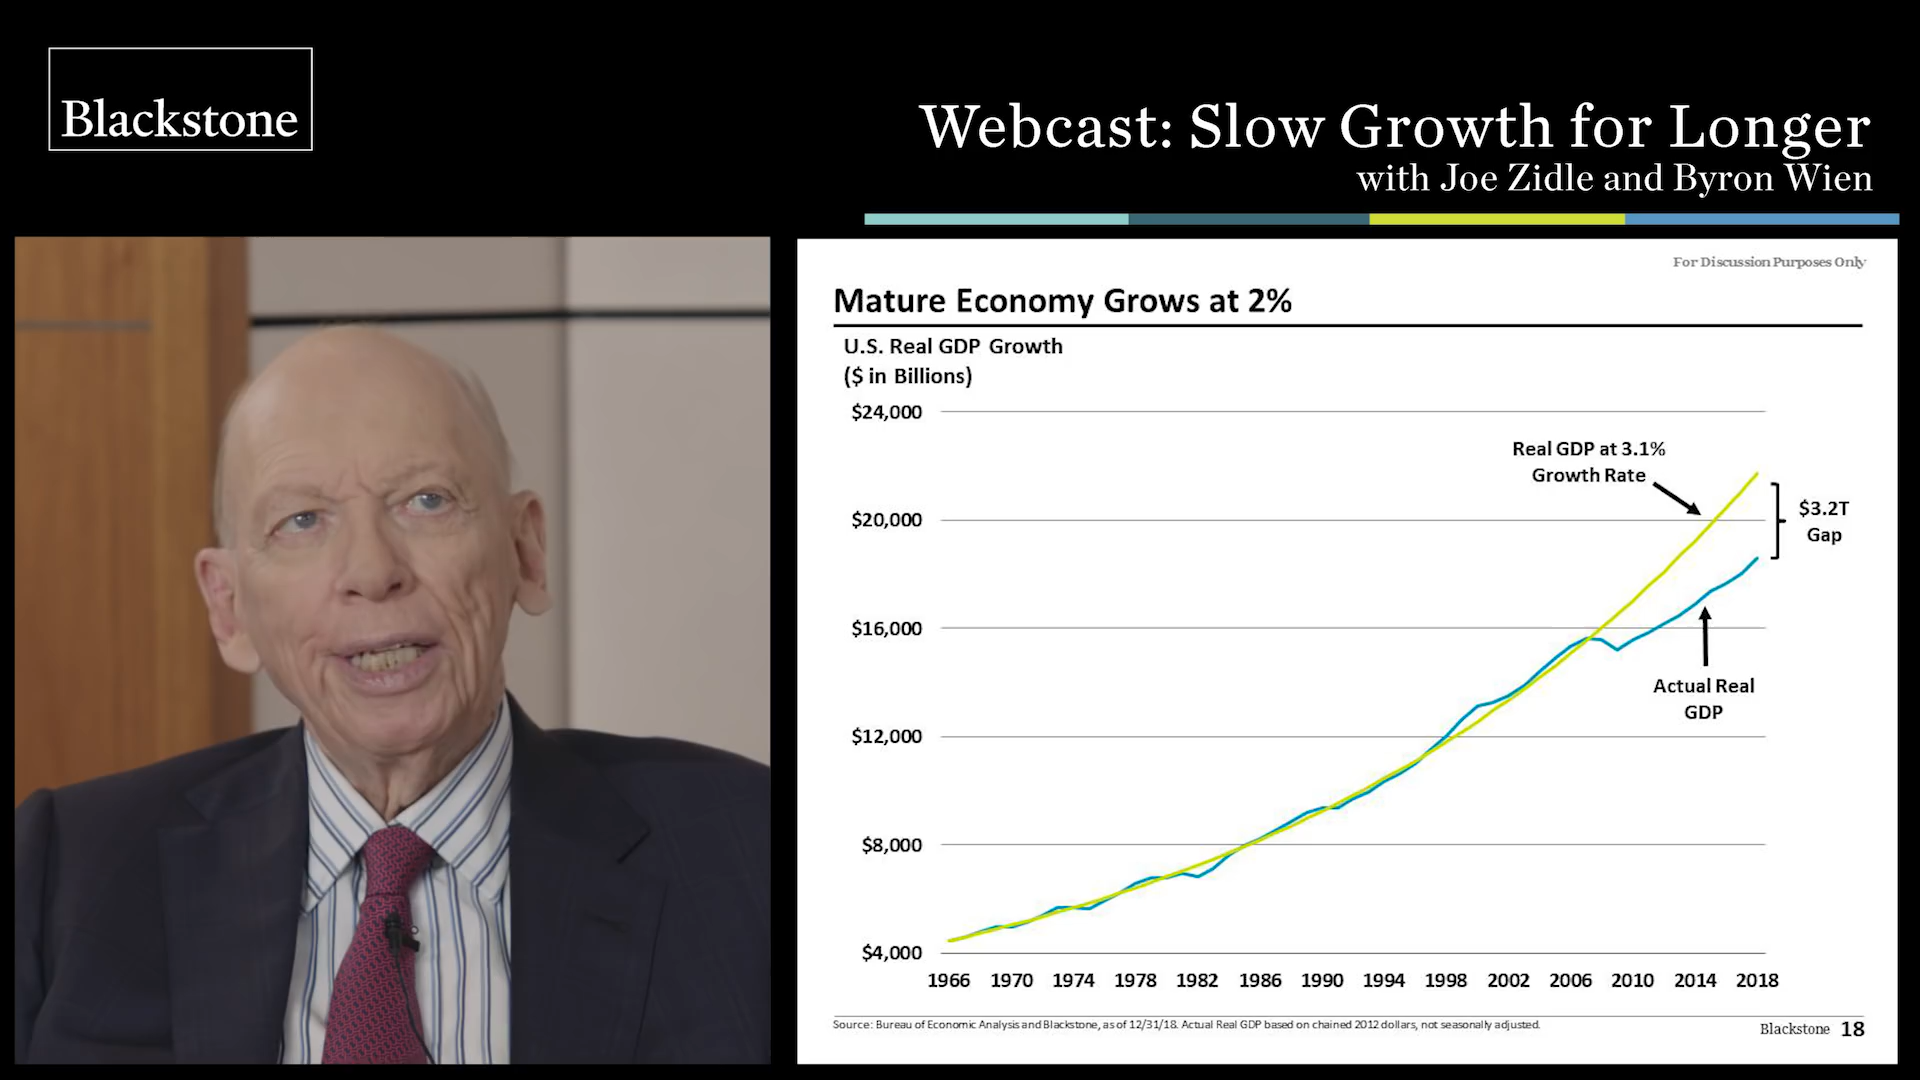 Blackstone
Webcast: Slow Growth for Longer
with Joe Zidle and Byron Wien
For Discussion Purposes Only
Mature Economy Grows at 2%
U.S. Real GDP Growth
($ in Billions)
$24,000
Real GDP at 3.1%
Growth Rate
$20,000
$3.2T
Gap
$16,000
Actual Real
GDP
$12,000
$8,000
$4,000
1966 1970 1974 1978 1982 1986 1990 1994 1998 2002 2006 2010 2014 2018
Source: Bureau of Economic Analysis and Blackstone, as of 12/31/18. Actual Real GDP based on chained 2012 dollars, not seasonally adjusted.
Blackstone 18